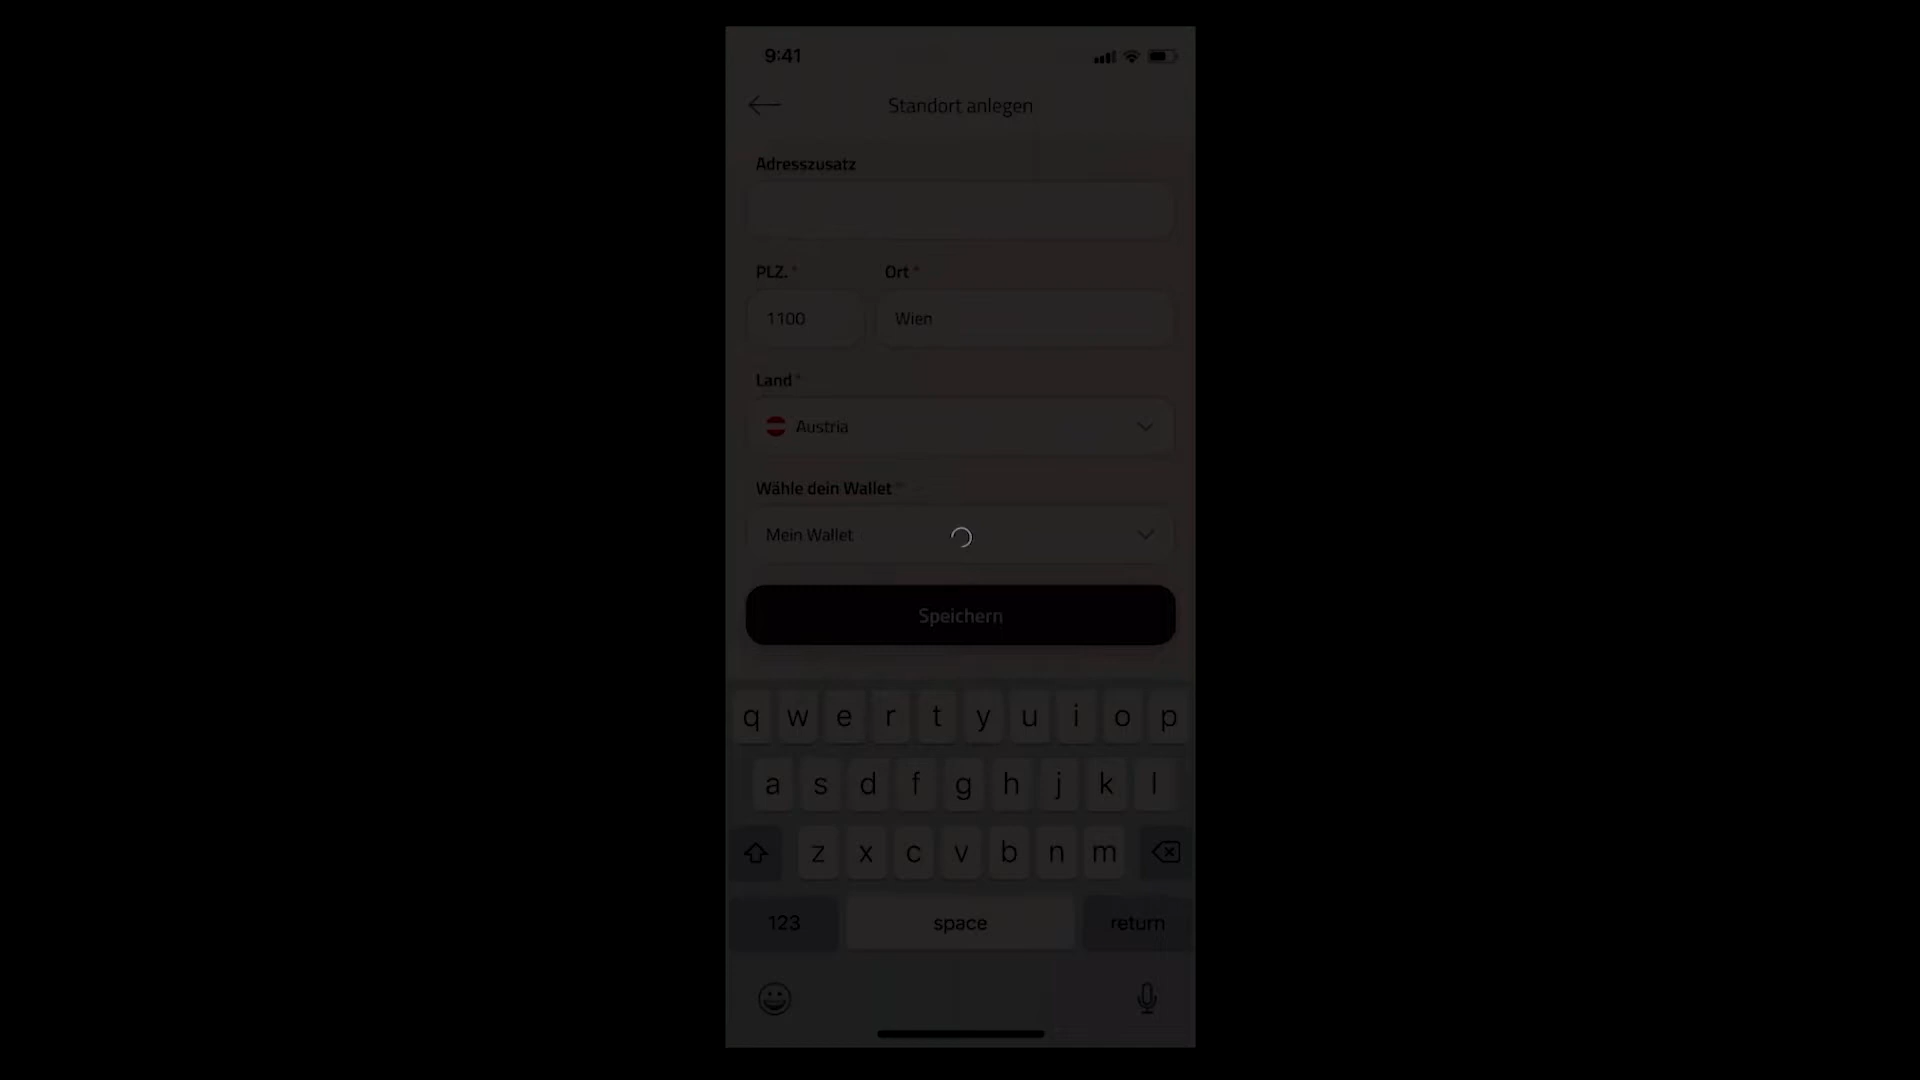 9:41
Standort anlegen
Adresszusatz
PLZ. * Ort *
1100 Wien
Land *
Austria
Wähle dein Wallet *
Mein Wallet
Speichern
q w e r t y u i o p
a s d f g h j k l
z x c v b n m
123 space return